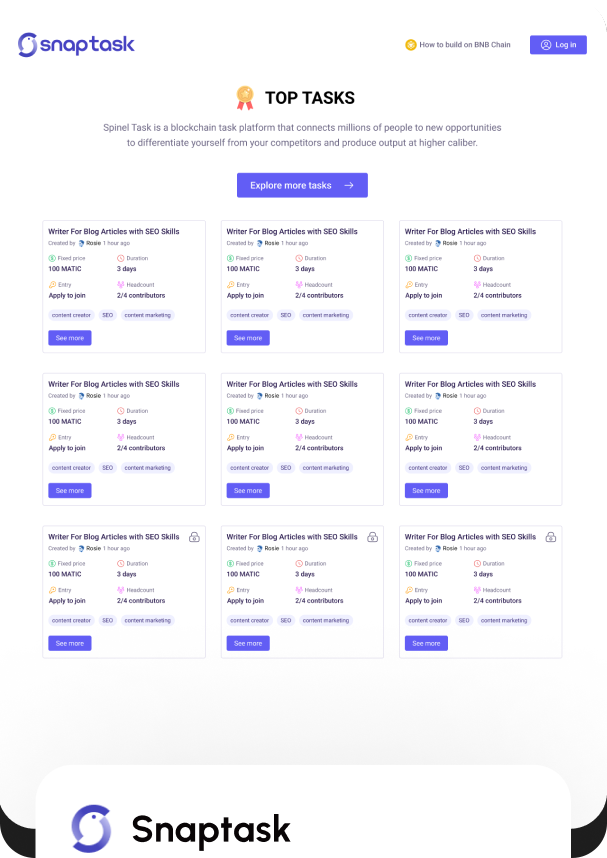 snaptask
How to build on BNB Chain
Log in
TOP TASKS
Spinel Task is a blockchain task platform that connects millions of people to new opportunities
to differentiate yourself from your competitors and produce output at higher caliber.
Explore more tasks
Writer For Blog Articles with SEO Skills
Created by Rosie 1 hour ago
Fixed price Duration
100 MATIC 3 days
Entry Headcount
Apply to join 2/4 contributors
content creator SEO content marketing
See more
Writer For Blog Articles with SEO Skills
Created by Rosie 1 hour ago
Fixed price Duration
100 MATIC 3 days
Entry Headcount
Apply to join 2/4 contributors
content creator SEO content marketing
See more
Writer For Blog Articles with SEO Skills
Created by Rosie 1 hour ago
Fixed price Duration
100 MATIC 3 days
Entry Headcount
Apply to join 2/4 contributors
content creator SEO content marketing
See more
Writer For Blog Articles with SEO Skills
Created by Rosie 1 hour ago
Fixed price Duration
100 MATIC 3 days
Entry Headcount
Apply to join 2/4 contributors
content creator SEO content marketing
See more
Writer For Blog Articles with SEO Skills
Created by Rosie 1 hour ago
Fixed price Duration
100 MATIC 3 days
Entry Headcount
Apply to join 2/4 contributors
content creator SEO content marketing
See more
Writer For Blog Articles with SEO Skills
Created by Rosie 1 hour ago
Fixed price Duration
100 MATIC 3 days
Entry Headcount
Apply to join 2/4 contributors
content creator SEO content marketing
See more
Writer For Blog Articles with SEO Skills
Created by Rosie 1 hour ago
Fixed price Duration
100 MATIC 3 days
Entry Headcount
Apply to join 2/4 contributors
content creator SEO content marketing
See more
Writer For Blog Articles with SEO Skills
Created by Rosie 1 hour ago
Fixed price Duration
100 MATIC 3 days
Entry Headcount
Apply to join 2/4 contributors
content creator SEO content marketing
See more
Writer For Blog Articles with SEO Skills
Created by Rosie 1 hour ago
Fixed price Duration
100 MATIC 3 days
Entry Headcount
Apply to join 2/4 contributors
content creator SEO content marketing
See more
Snaptask